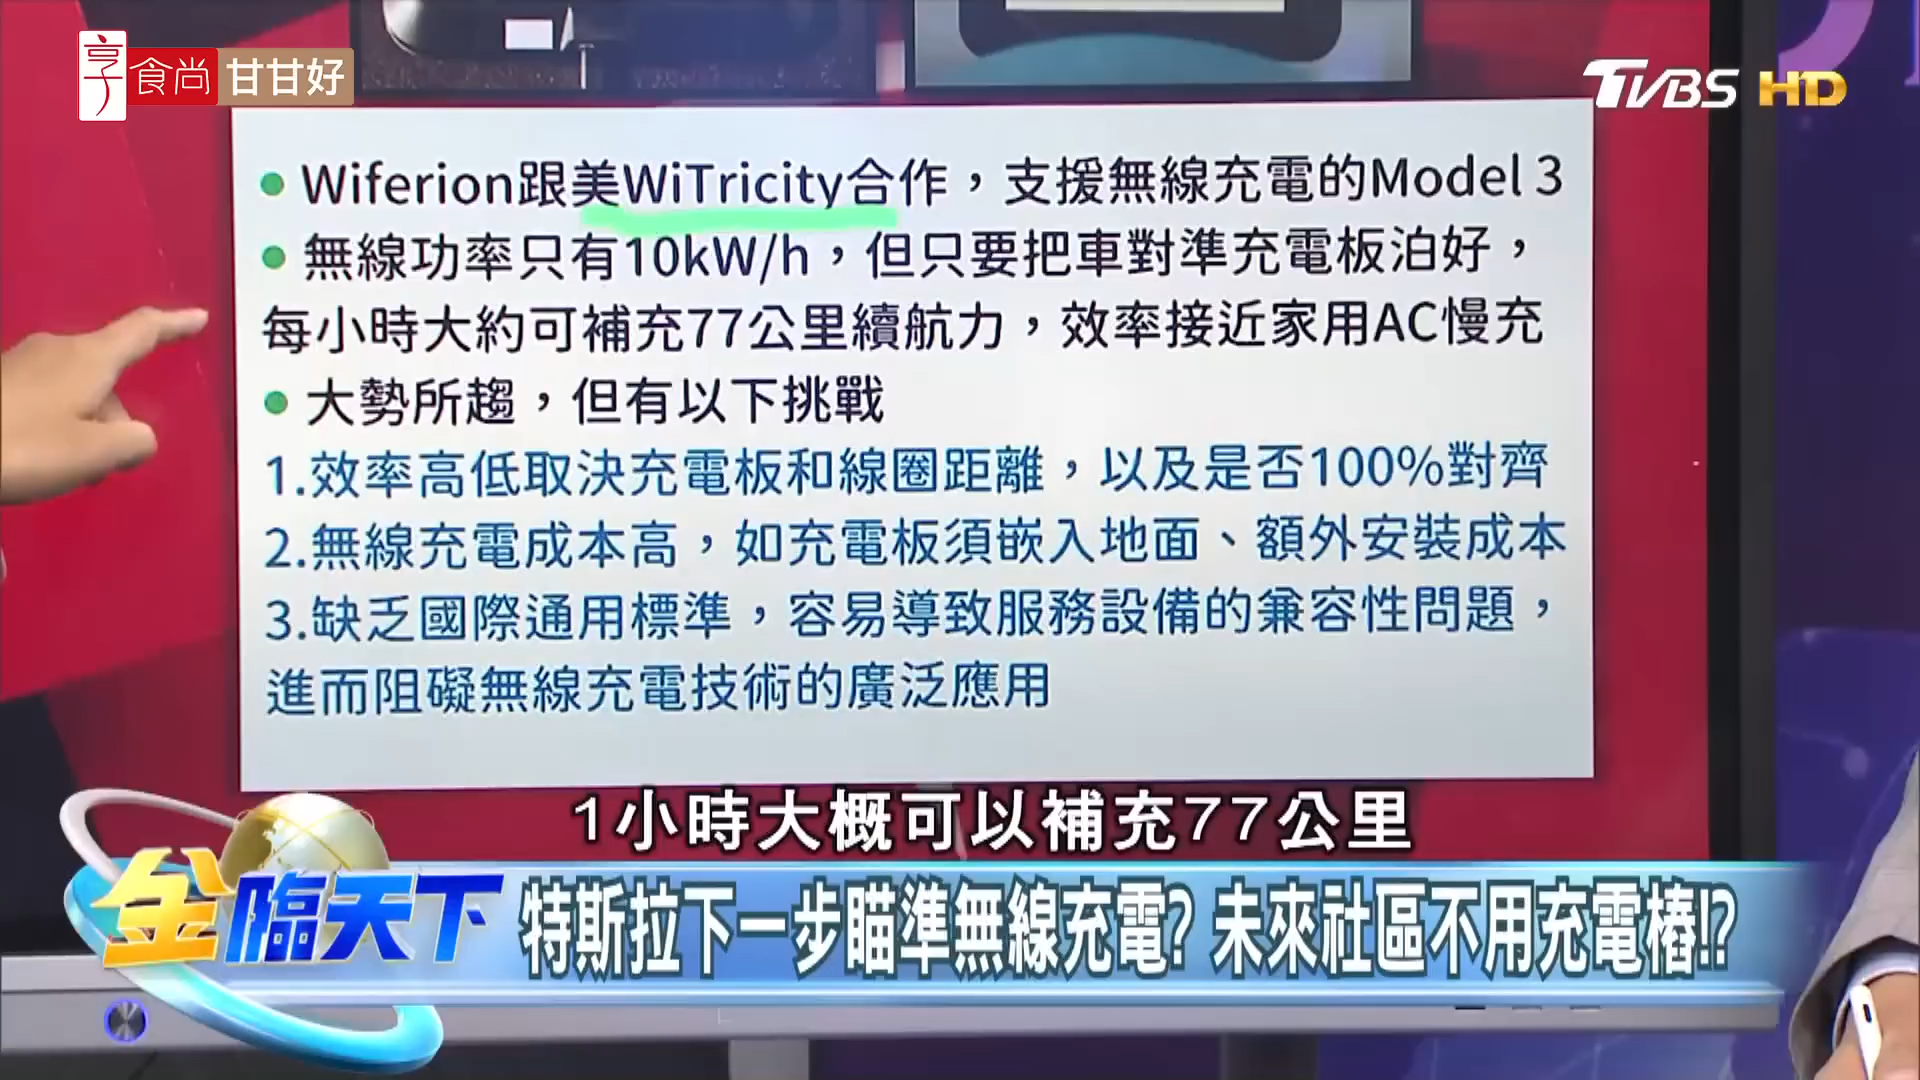 享食尚 甘甘好
TVBS HD
Wiferion跟美WiTricity合作，支援無線充電的Model 3
無線功率只有10kW/h，但只要把車對準充電板泊好，
每小時大約可補充77公里續航力，效率接近家用AC慢充
大勢所趨，但有以下挑戰
1.效率高低取決充電板和線圈距離，以及是否100%對齊
2.無線充電成本高，如充電板須嵌入地面、額外安裝成本
3.缺乏國際通用標準，容易導致服務設備的兼容性問題，
進而阻礙無線充電技術的廣泛應用
1小時大概可以補充77公里
金臨天下
特斯拉下一步瞄準無線充電? 未來社區不用充電樁!?